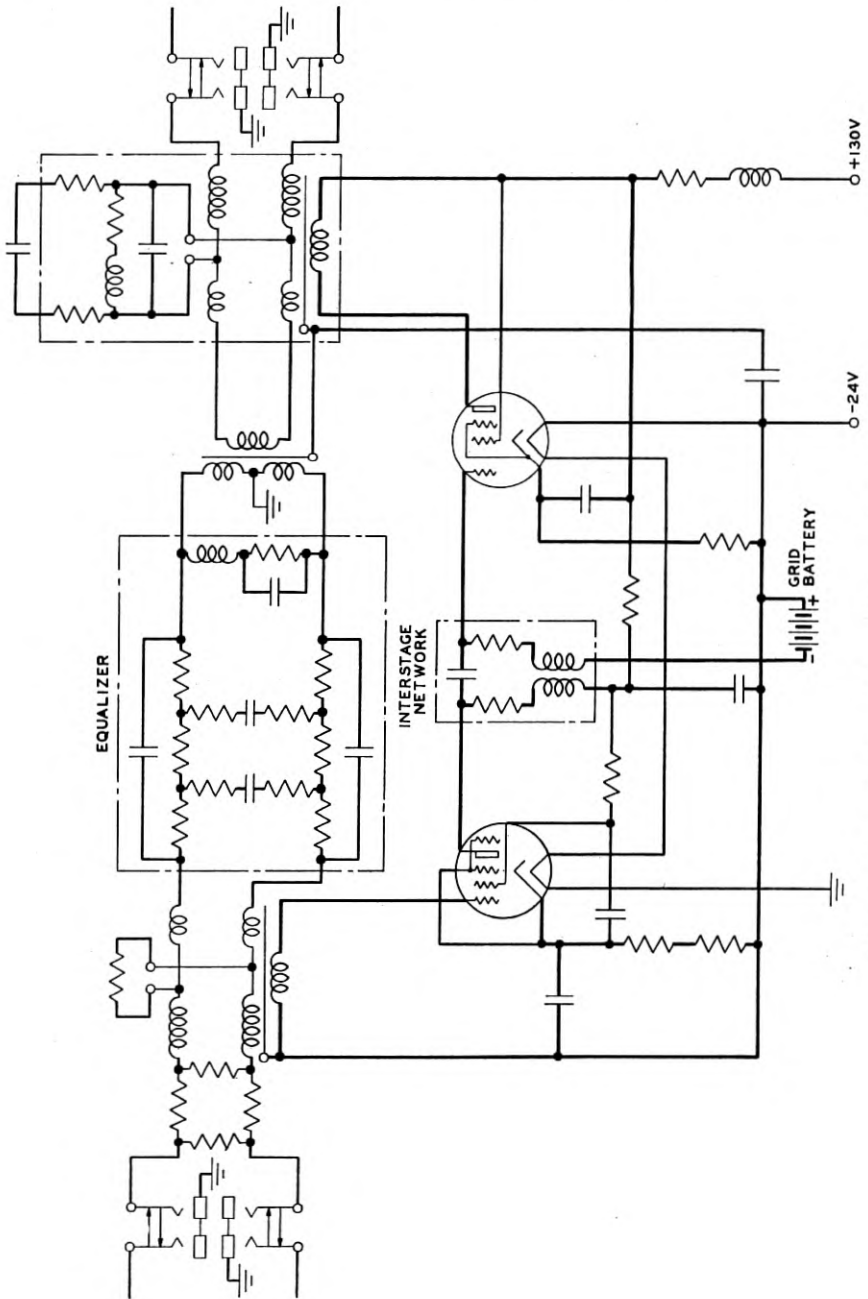 EQUALIZER
INTERSTAGE
NETWORK
GRID
BATTERY
- +
-24V
+130V